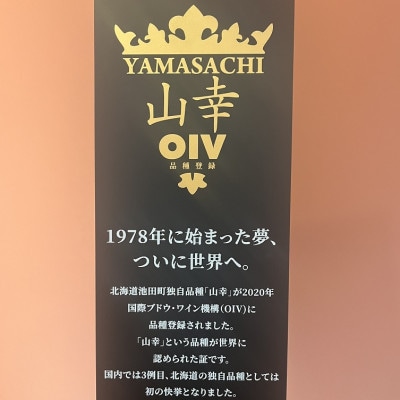 YAMASACHI
山幸
OIV
品種登録
1978年に始まった夢、
ついに世界へ。
北海道池田町独自品種「山幸」が2020年
国際ブドウ・ワイン機構（OIV）に
品種登録されました。
「山幸」という品種が世界に
認められた証です。
国内では3例目、北海道の独自品種としては
初の快挙となりました。